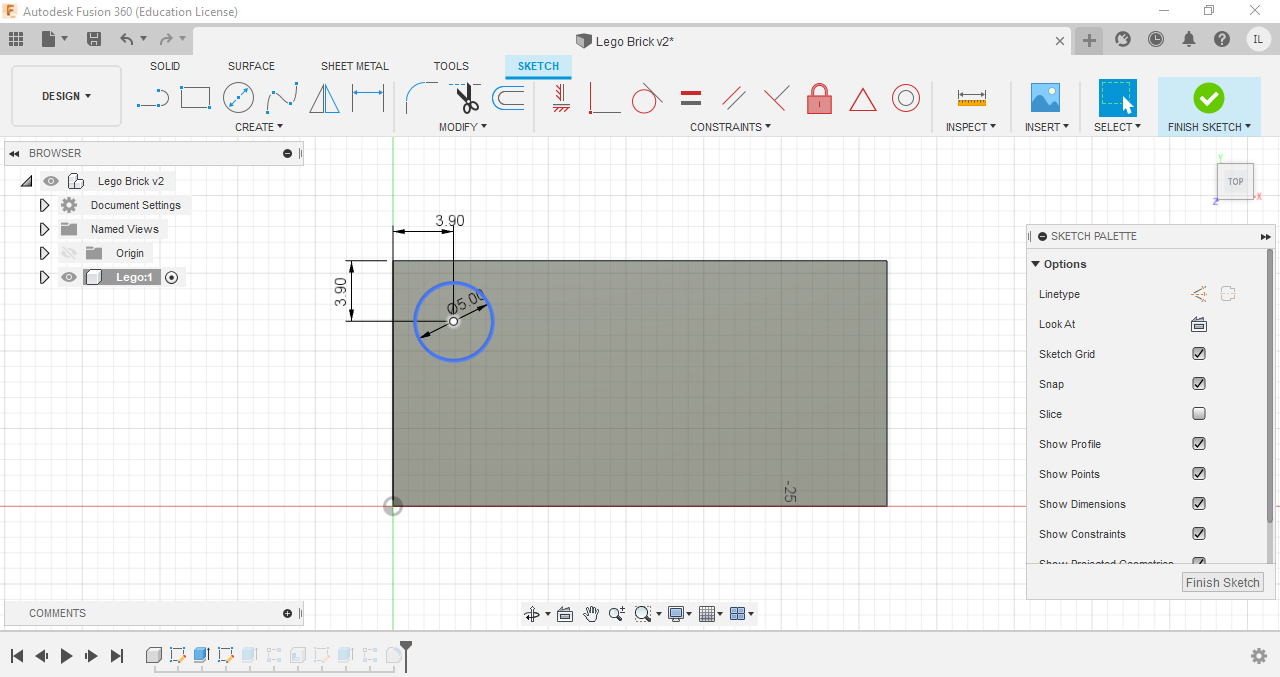 Autodesk Fusion 360 (Education License)
Lego Brick v2*
IL
SOLID SURFACE SHEET METAL TOOLS SKETCH
DESIGN
CREATE MODIFY CONSTRAINTS INSPECT INSERT SELECT FINISH SKETCH
BROWSER
Lego Brick v2
Document Settings
Named Views
Origin
Lego:1
3.90
3.90
Ø5.00
-25
Y
TOP
X
Z
SKETCH PALETTE
Options
Linetype
Look At
Sketch Grid
Snap
Slice
Show Profile
Show Points
Show Dimensions
Show Constraints
Show Projected Geometries
Finish Sketch
COMMENTS